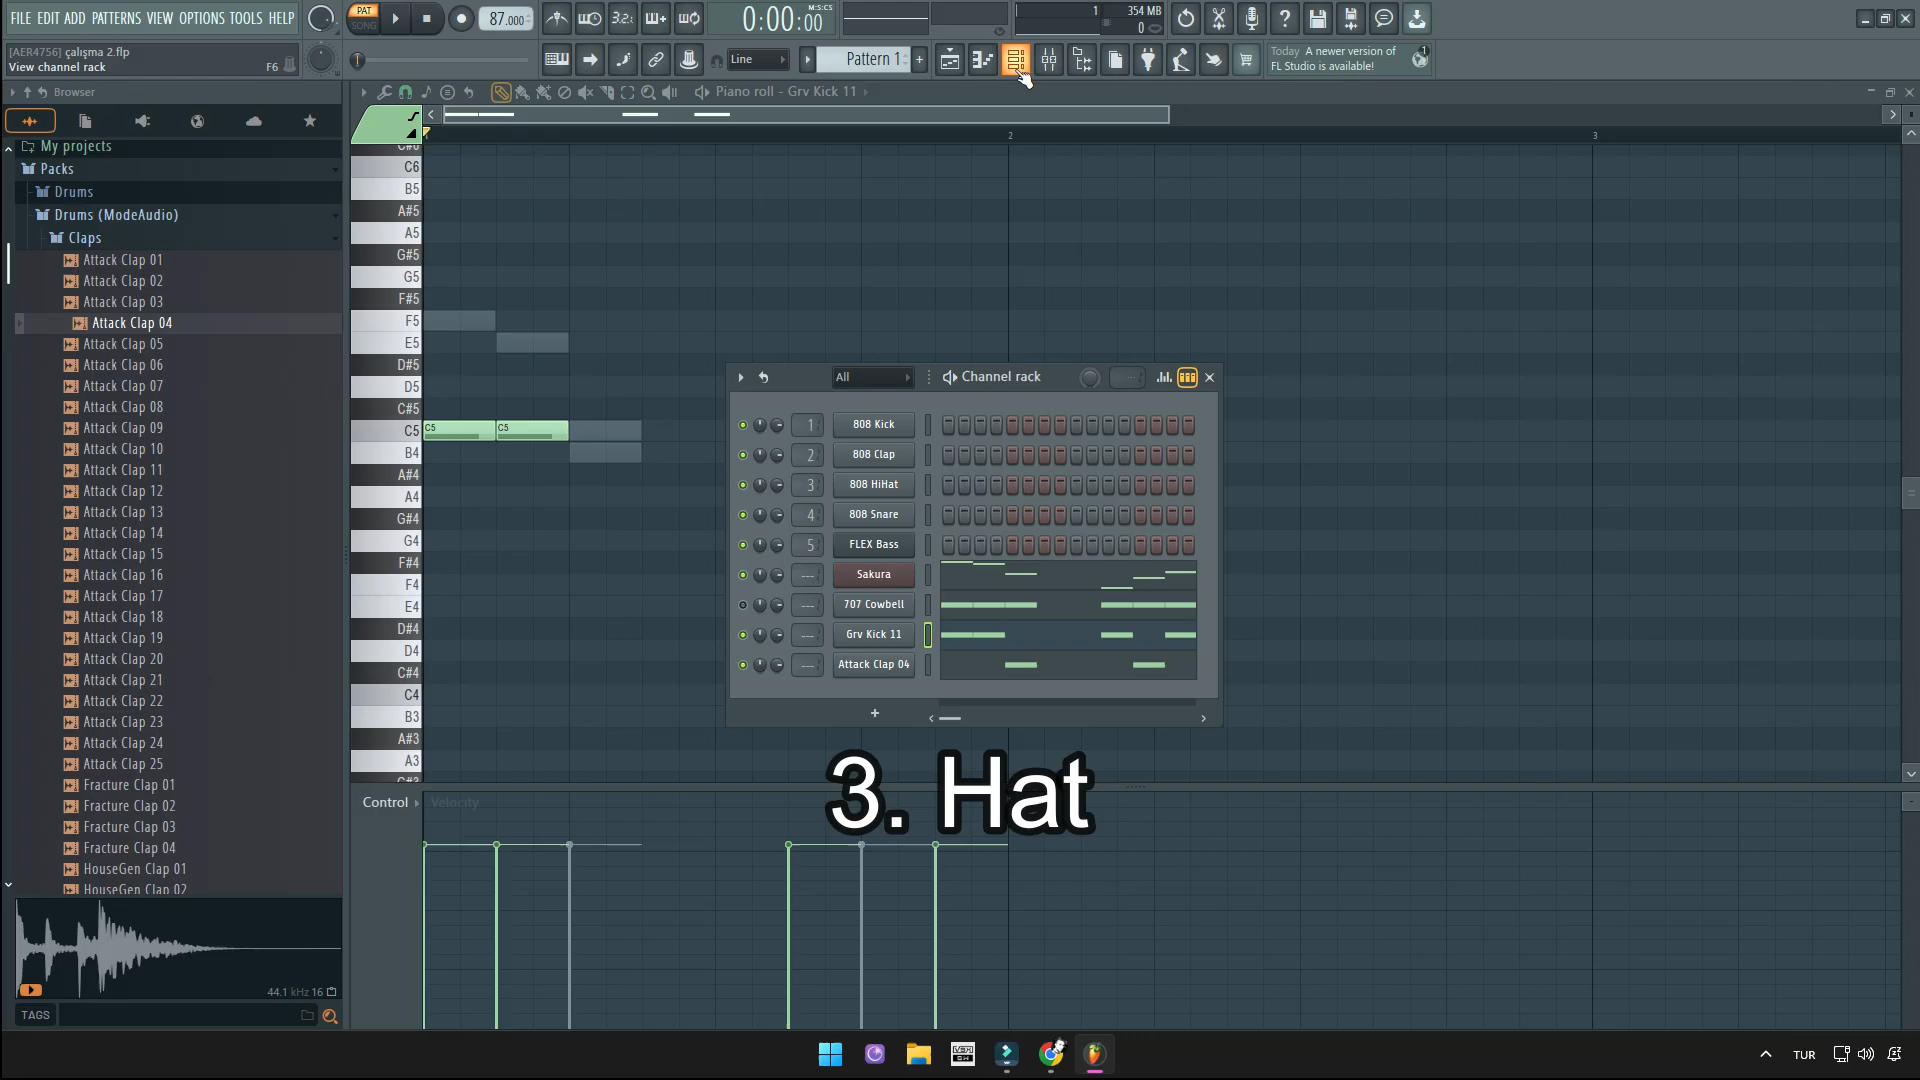 FILE EDIT ADD PATTERNS VIEW OPTIONS TOOLS HELP
PAT
SONG
87.000
3.2.
0:00:00
M:S:CS
1
354 MB
0
[AER4756] çalışma 2.flp
View channel rack
F6
Line
Pattern 1
+
Today A newer version of
FL Studio is available!
1
Browser
Piano roll - Grv Kick 11
My projects
Packs
Drums
Drums (ModeAudio)
Claps
Attack Clap 01
Attack Clap 02
Attack Clap 03
Attack Clap 04
Attack Clap 05
Attack Clap 06
Attack Clap 07
Attack Clap 08
Attack Clap 09
Attack Clap 10
Attack Clap 11
Attack Clap 12
Attack Clap 13
Attack Clap 14
Attack Clap 15
Attack Clap 16
Attack Clap 17
Attack Clap 18
Attack Clap 19
Attack Clap 20
Attack Clap 21
Attack Clap 22
Attack Clap 23
Attack Clap 24
Attack Clap 25
Fracture Clap 01
Fracture Clap 02
Fracture Clap 03
Fracture Clap 04
HouseGen Clap 01
HouseGen Clap 02
44.1 kHz 16
TAGS
2
3
C#6
C6
B5
A#5
A5
G#5
G5
F#5
F5
E5
D#5
D5
C#5
C5
C5
C5
B4
A#4
A4
G#4
G4
F#4
F4
E4
D#4
D4
C#4
C4
B3
A#3
A3
G#3
All
Channel rack
1 808 Kick
2 808 Clap
3 808 HiHat
4 808 Snare
5 FLEX Bass
--- Sakura
--- 707 Cowbell
--- Grv Kick 11
--- Attack Clap 04
+
3. Hat
Control
Velocity
TUR